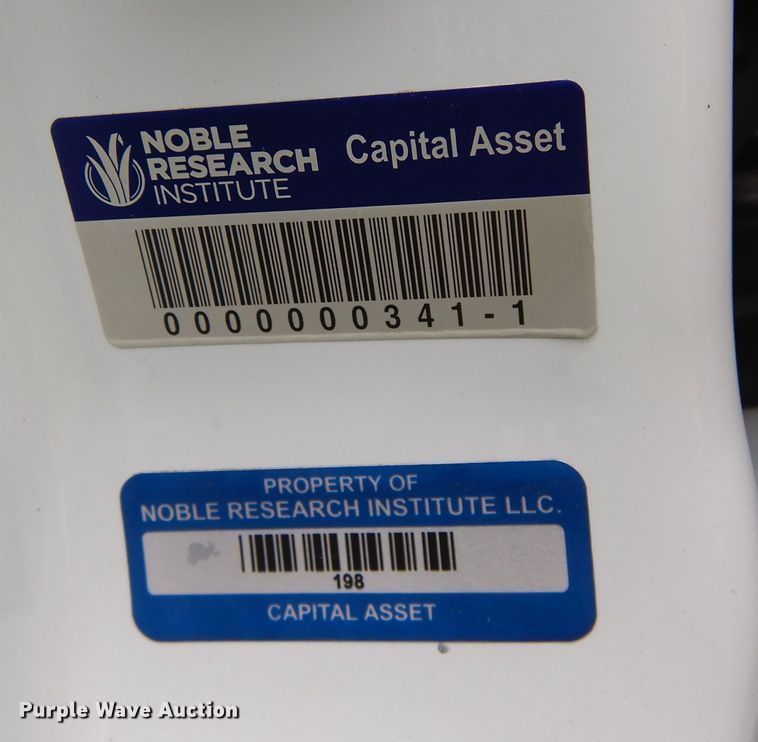 NOBLE
RESEARCH
INSTITUTE
Capital Asset
0000000341-1
PROPERTY OF
NOBLE RESEARCH INSTITUTE LLC.
198
CAPITAL ASSET
Purple Wave Auction